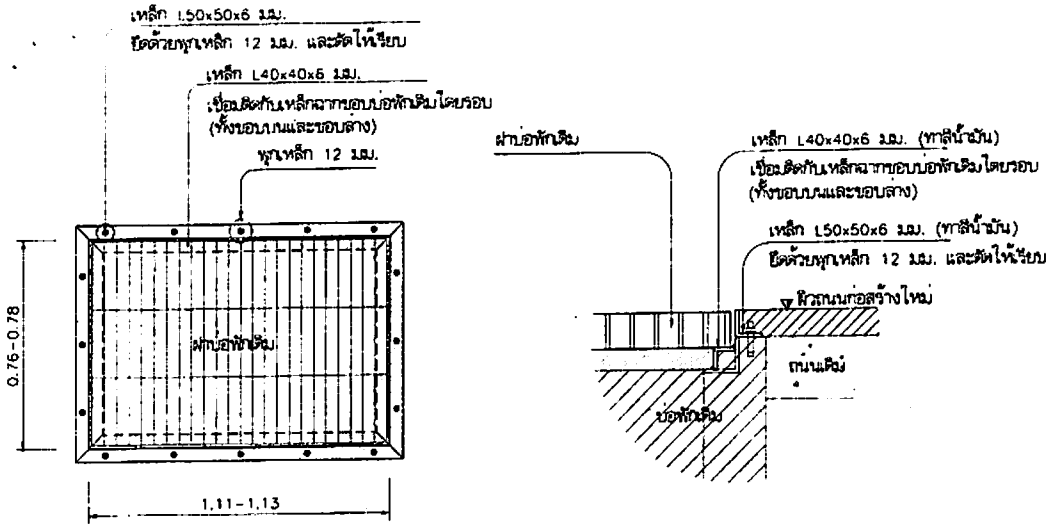 เหล็ก L50x50x6 มม.
ยึดด้วยพุกเหล็ก 12 มม. และตัดให้เรียบ
เหล็ก L40x40x6 มม.
เชื่อมติดกับเหล็กฉากขอบบ่อพักเดิมโดยรอบ
(ทั้งขอบบนและขอบล่าง)
พุกเหล็ก 12 มม.
ฝาบ่อพักเดิม
0.76-0.78
1.11-1.13
ฝาบ่อพักเดิม
เหล็ก L40x40x6 มม. (ทาสีน้ำมัน)
เชื่อมติดกับเหล็กฉากขอบบ่อพักเดิมโดยรอบ
(ทั้งขอบบนและขอบล่าง)
เหล็ก L50x50x6 มม. (ทาสีน้ำมัน)
ยึดด้วยพุกเหล็ก 12 มม. และตัดให้เรียบ
ผิวถนนก่อสร้างใหม่
ถนนเดิม
บ่อพักเดิม